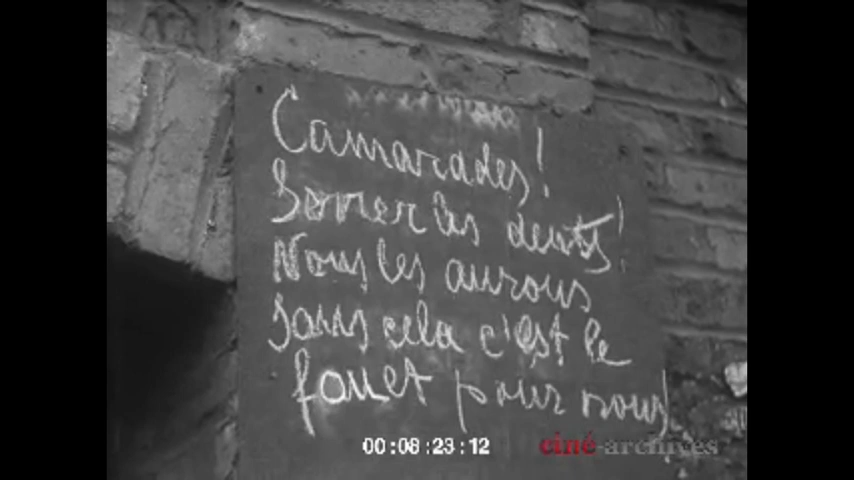 Camarades!
Serrer les dents!
Nous les aurons
sans cela c'est le
fouet pour nous!
00:08:23:12
ciné-archives